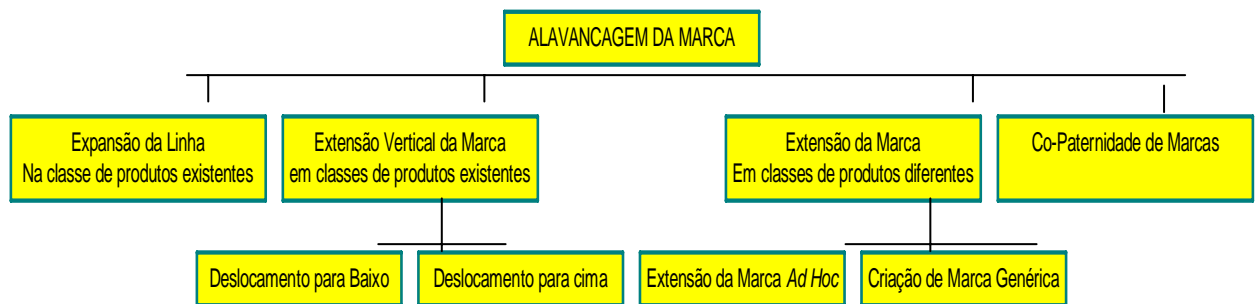 ALAVANCAGEM DA MARCA
Expansão da Linha
Na classe de produtos existentes
Extensão Vertical da Marca
em classes de produtos existentes
Extensão da Marca
Em classes de produtos diferentes
Co-Paternidade de Marcas
Deslocamento para Baixo
Deslocamento para cima
Extensão da Marca Ad Hoc
Criação de Marca Genérica